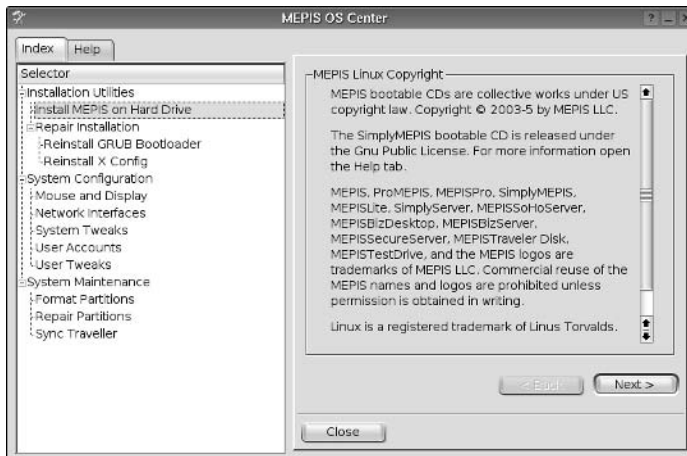 MEPIS OS Center
Index
Help
Selector
Installation Utilities
Install MEPIS on Hard Drive
Repair Installation
Reinstall GRUB Bootloader
Reinstall X Config
System Configuration
Mouse and Display
Network Interfaces
System Tweaks
User Accounts
User Tweaks
System Maintenance
Format Partitions
Repair Partitions
Sync Traveller
MEPIS Linux Copyright
MEPIS bootable CDs are collective works under US
copyright law. Copyright © 2003-5 by MEPIS LLC.
The SimplyMEPIS bootable CD is released under
the Gnu Public License. For more information open
the Help tab.
MEPIS, ProMEPIS, MEPISPro, SimplyMEPIS,
MEPISLite, SimplyServer, MEPISSoHoServer,
MEPISBizDesktop, MEPISBizServer,
MEPISSecureServer, MEPISTraveler Disk,
MEPISTestDrive, and the MEPIS logos are
trademarks of MEPIS LLC. Commercial reuse of the
MEPIS names and logos are prohibited unless
permission is obtained in writing.
Linux is a registered trademark of Linus Torvalds.
< Back
Next >
Close